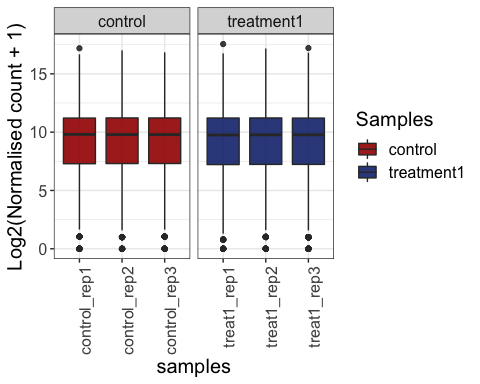 control
treatment1
Log2(Normalised count + 1)
15
10
5
0
control_rep1
control_rep2
control_rep3
treat1_rep1
treat1_rep2
treat1_rep3
samples
Samples
control
treatment1